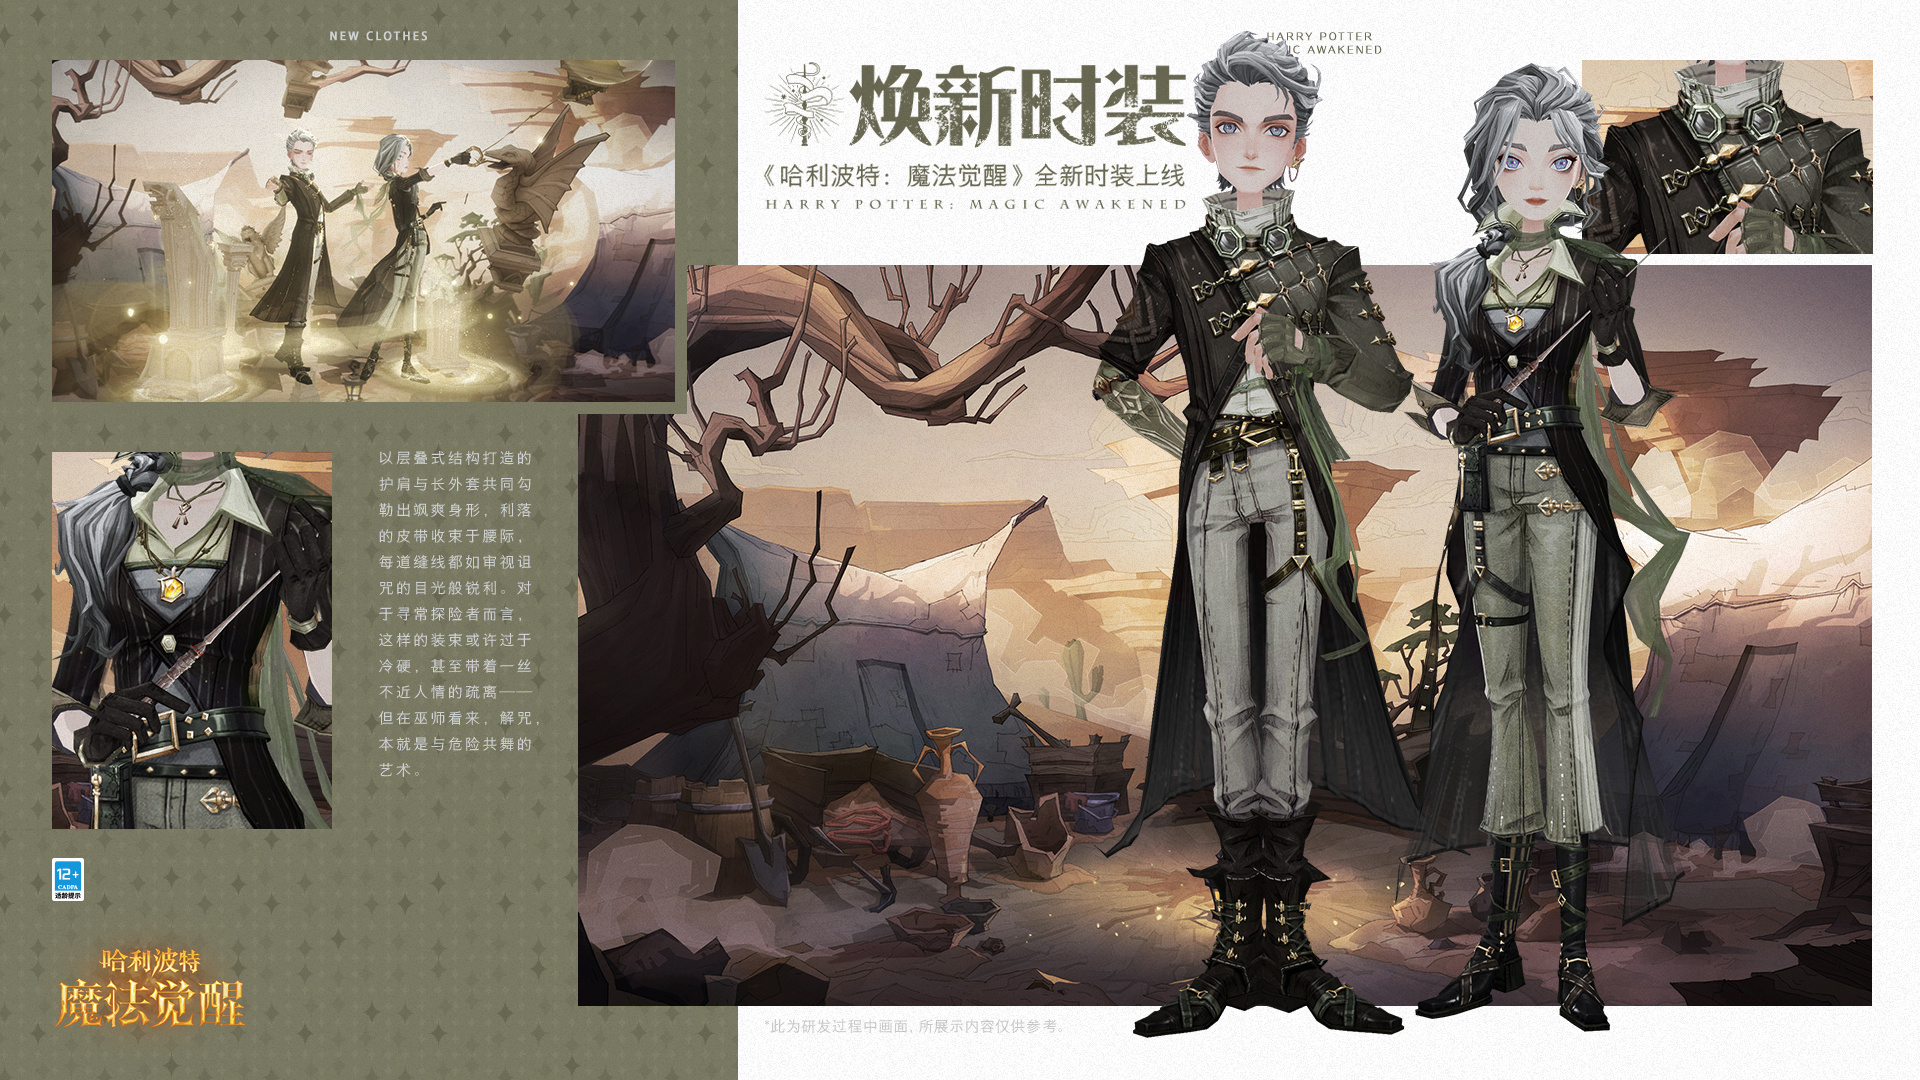 NEW CLOTHES
HARRY POTTER
IC AWAKENED
焕新时装
《哈利波特：魔法觉醒》全新时装上线
HARRY POTTER: MAGIC AWAKENED
以层叠式结构打造的
护肩与长外套共同勾
勒出飒爽身形，利落
的皮带收束于腰际，
每道缝线都如审视诅
咒的目光般锐利。对
于寻常探险者而言，
这样的装束或许过于
冷硬，甚至带着一丝
不近人情的疏离——
但在巫师看来，解咒，
本就是与危险共舞的
艺术。
12+
CADPA
适龄提示
哈利波特
魔法觉醒
*此为研发过程中画面，所展示内容仅供参考。